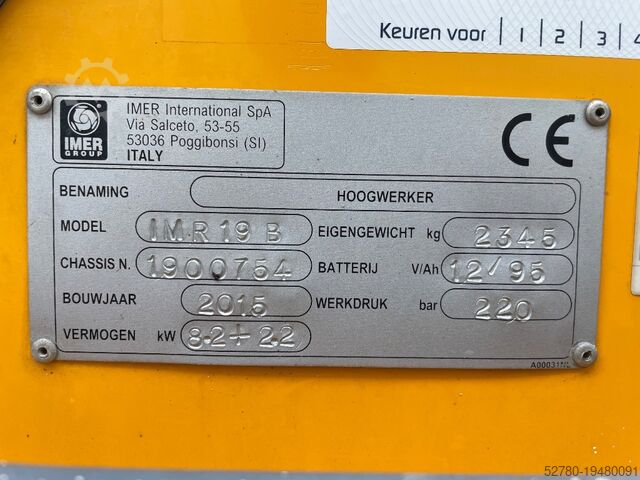 Keuren voor | 1 | 2 | 3 | 4
IMER
GROUP
IMER International SpA
Via Salceto, 53-55
53036 Poggibonsi (SI)
ITALY
CE
BENAMING HOOGWERKER
MODEL IMR 19 B EIGENGEWICHT kg 2345
CHASSIS N. 1900754 BATTERIJ V/Ah 12/95
BOUWJAAR 2015 WERKDRUK bar 220
VERMOGEN kW 8.2+2.2
A00031NL
52780-19480091